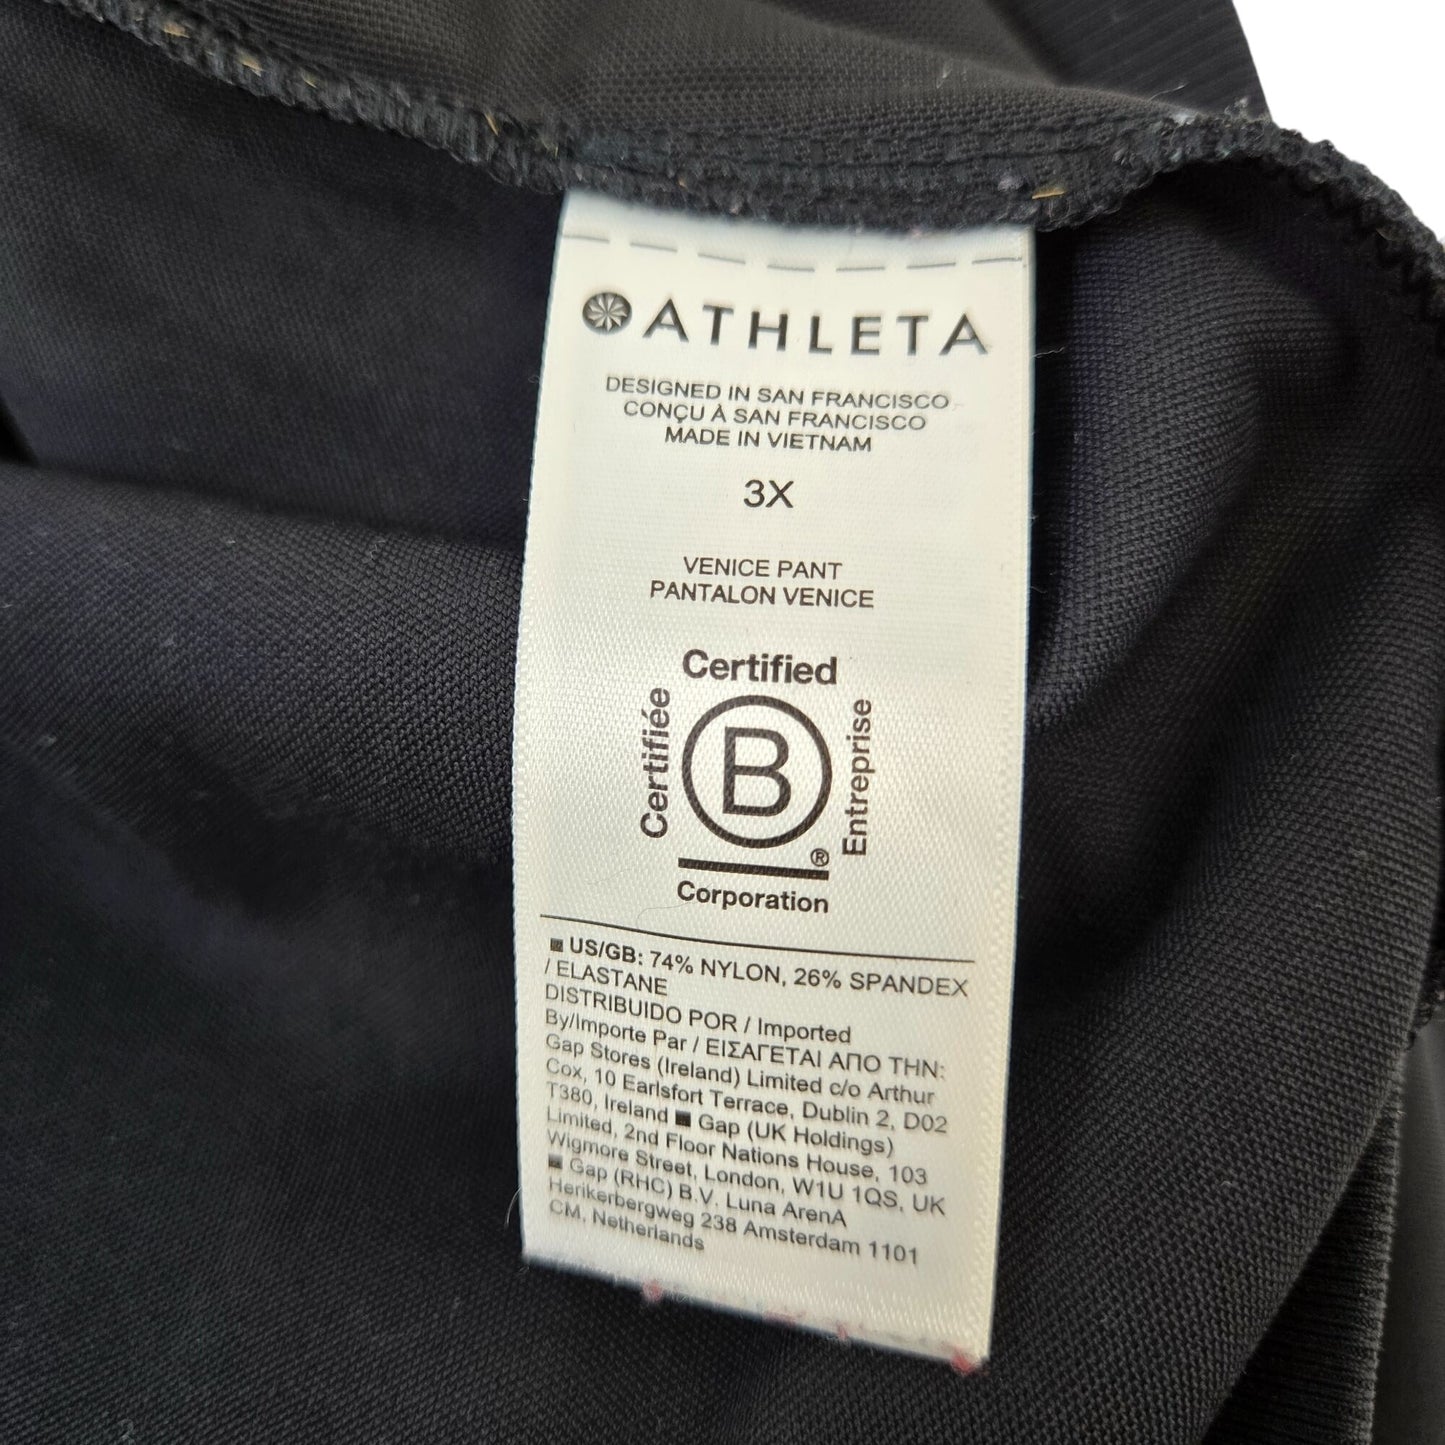 ATHLETA
DESIGNED IN SAN FRANCISCO
CONÇU À SAN FRANCISCO
MADE IN VIETNAM
3X
VENICE PANT
PANTALON VENICE
Certified
Certifiée
B
Entreprise
®
Corporation
■ US/GB: 74% NYLON, 26% SPANDEX
/ ELASTANE
DISTRIBUIDO POR / Imported
By/Importe Par / ΕΙΣΑΓΕΤΑΙ ΑΠΟ ΤΗΝ:
Gap Stores (Ireland) Limited c/o Arthur
Cox, 10 Earlsfort Terrace, Dublin 2, D02
T380, Ireland ■ Gap (UK Holdings)
Limited, 2nd Floor Nations House, 103
Wigmore Street, London, W1U 1QS, UK
■ Gap (RHC) B.V. Luna ArenA
Herikerbergweg 238 Amsterdam 1101
CM, Netherlands